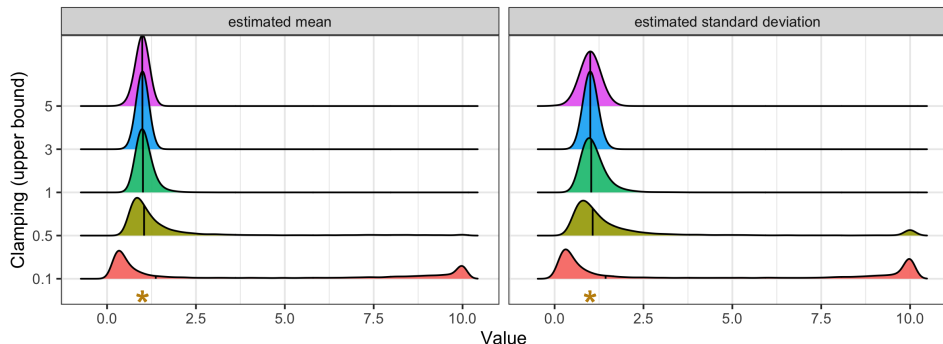 estimated mean
estimated standard deviation
Clamping (upper bound)
5
3
1
0.5
0.1
*
*
0.0 2.5 5.0 7.5 10.0
0.0 2.5 5.0 7.5 10.0
Value